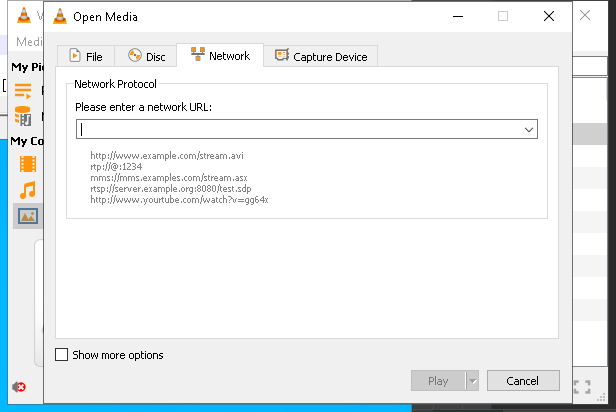 Open Media
V
Medi
My Pi
My Co
File
Disc
Network
Capture Device
Network Protocol
Please enter a network URL:
http://www.example.com/stream.avi
rtp://@:1234
mms://mms.examples.com/stream.asx
rtsp://server.example.org:8080/test.sdp
http://www.yourtube.com/watch?v=gg64x
Show more options
Play
Cancel